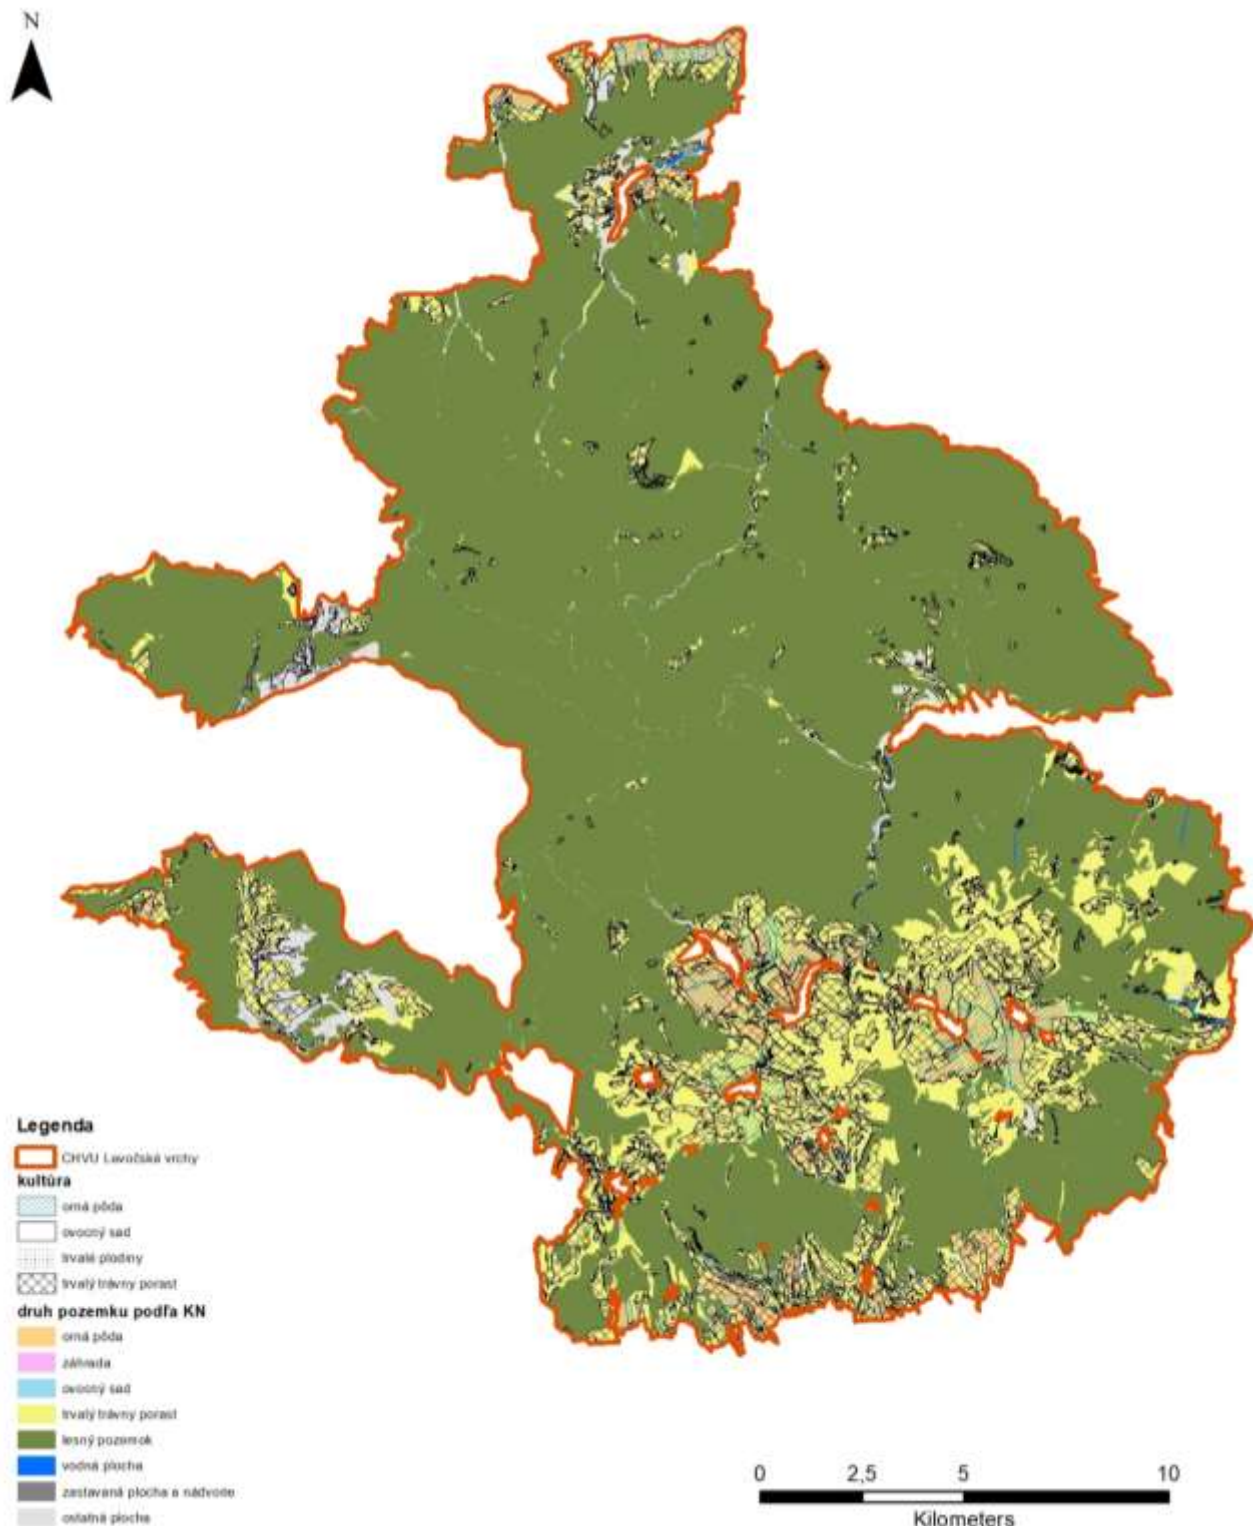 N
Legenda
CHVU Levočské vrchy
kultúra
orná pôda
ovocný sad
trvalé plodiny
trvalý trávny porast
druh pozemku podľa KN
orná pôda
záhrada
ovocný sad
trvalý trávny porast
lesný pozemok
vodná plocha
zastavaná plocha a nádvorie
ostatná plocha
0 2,5 5 10
Kilometers